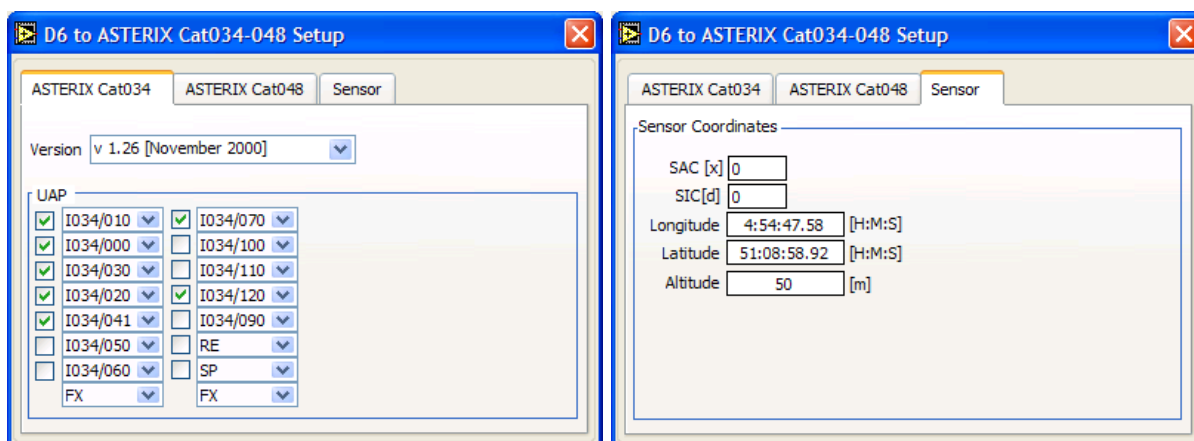 D6 to ASTERIX Cat034-048 Setup
ASTERIX Cat034 ASTERIX Cat048 Sensor
Version v 1.26 [November 2000]
UAP
I034/010 I034/070
I034/000 I034/100
I034/030 I034/110
I034/020 I034/120
I034/041 I034/090
I034/050 RE
I034/060 SP
FX FX
D6 to ASTERIX Cat034-048 Setup
ASTERIX Cat034 ASTERIX Cat048 Sensor
Sensor Coordinates
SAC [x] 0
SIC[d] 0
Longitude 4:54:47.58 [H:M:S]
Latitude 51:08:58.92 [H:M:S]
Altitude 50 [m]